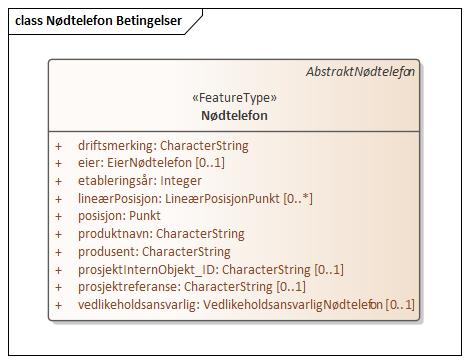 class Nødtelefon Betingelser
AbstraktNødtelefon
«FeatureType»
Nødtelefon
+ driftsmerking: CharacterString
+ eier: EierNødtelefon [0..1]
+ etableringsår: Integer
+ lineærPosisjon: LineærPosisjonPunkt [0..*]
+ posisjon: Punkt
+ produktnavn: CharacterString
+ produsent: CharacterString
+ prosjektInternObjekt_ID: CharacterString [0..1]
+ prosjektreferanse: CharacterString [0..1]
+ vedlikeholdsansvarlig: VedlikeholdsansvarligNødtelefon [0..1]